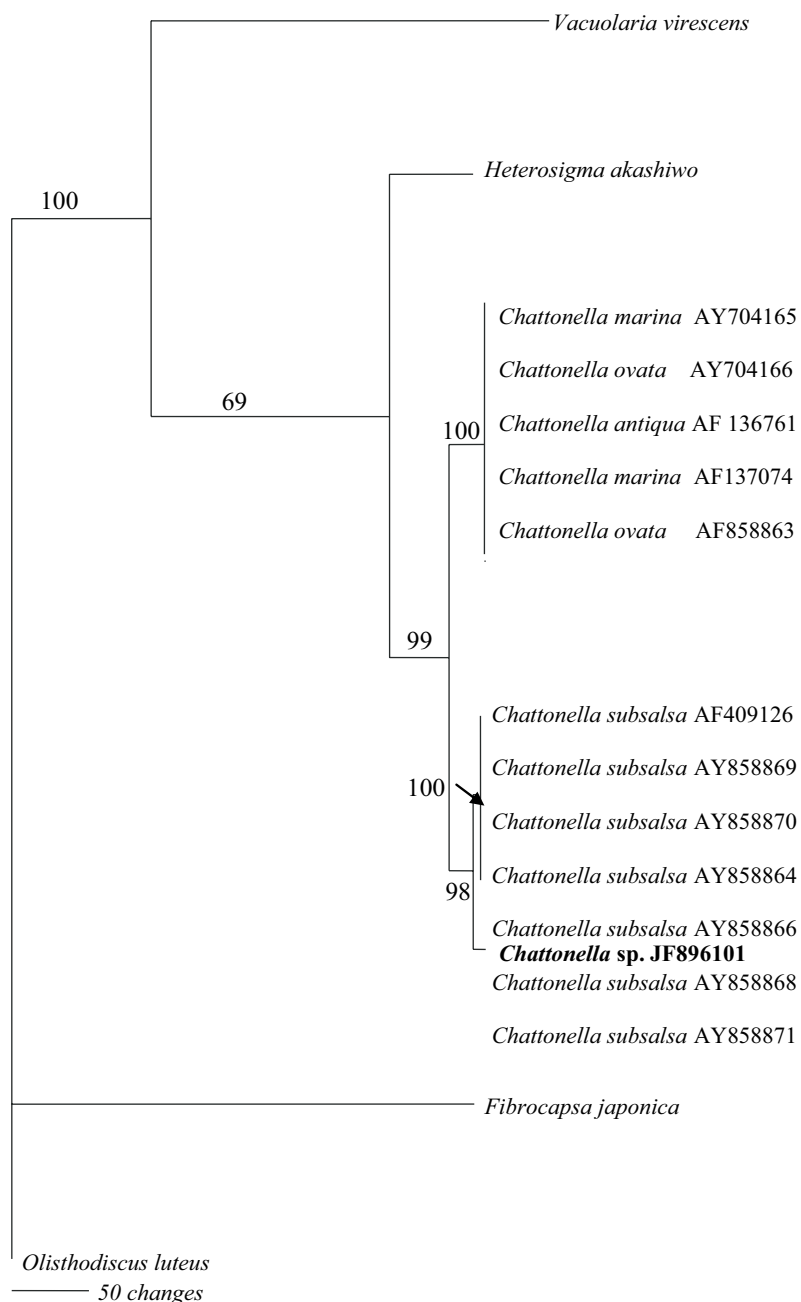 Vacuolaria virescens
Heterosigma akashiwo
100
Chattonella marina AY704165
Chattonella ovata AY704166
69
Chattonella antiqua AF 136761
100
Chattonella marina AF137074
Chattonella ovata AF858863
99
Chattonella subsalsa AF409126
Chattonella subsalsa AY858869
100
Chattonella subsalsa AY858870
Chattonella subsalsa AY858864
98
Chattonella subsalsa AY858866
Chattonella sp. JF896101
Chattonella subsalsa AY858868
Chattonella subsalsa AY858871
Fibrocapsa japonica
Olisthodiscus luteus
50 changes